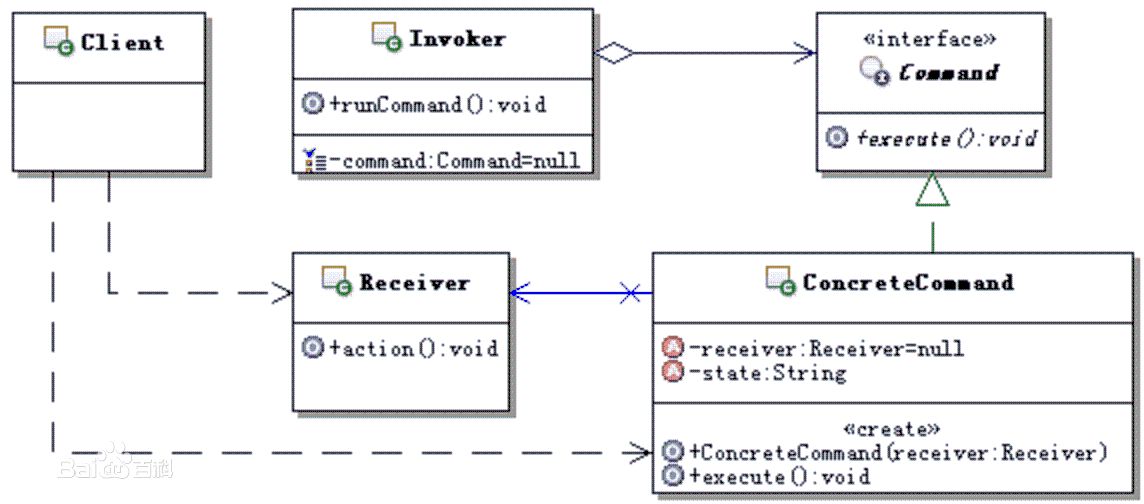 Client
Invoker
+runCommand():void
-command:Command=null
«interface»
Command
+execute():void
Receiver
+action():void
ConcreteCommand
-receiver:Receiver=null
-state:String
«create»
+ConcreteCommand(receiver:Receiver)
+execute():void
Bai百科